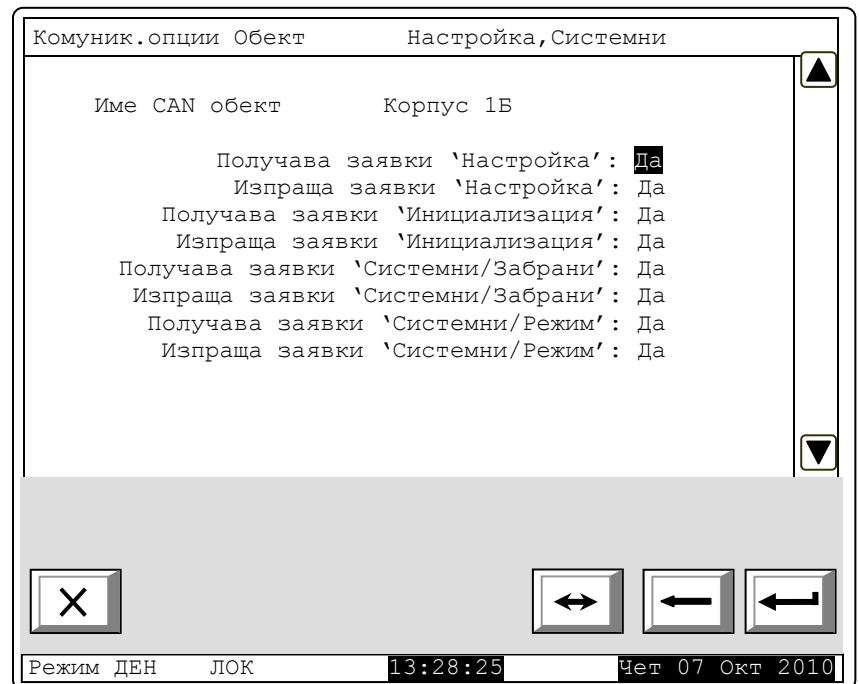 Комуник.опции Обект Настройка,Системни
Име CAN обект Корпус 1Б
Получава заявки ‘Настройка’: Да
Изпраща заявки ‘Настройка’: Да
Получава заявки ‘Инициализация’: Да
Изпраща заявки ‘Инициализация’: Да
Получава заявки ‘Системни/Забрани’: Да
Изпраща заявки ‘Системни/Забрани’: Да
Получава заявки ‘Системни/Режим’: Да
Изпраща заявки ‘Системни/Режим’: Да
Режим ДЕН ЛОК 13:28:25 Чет 07 Окт 2010